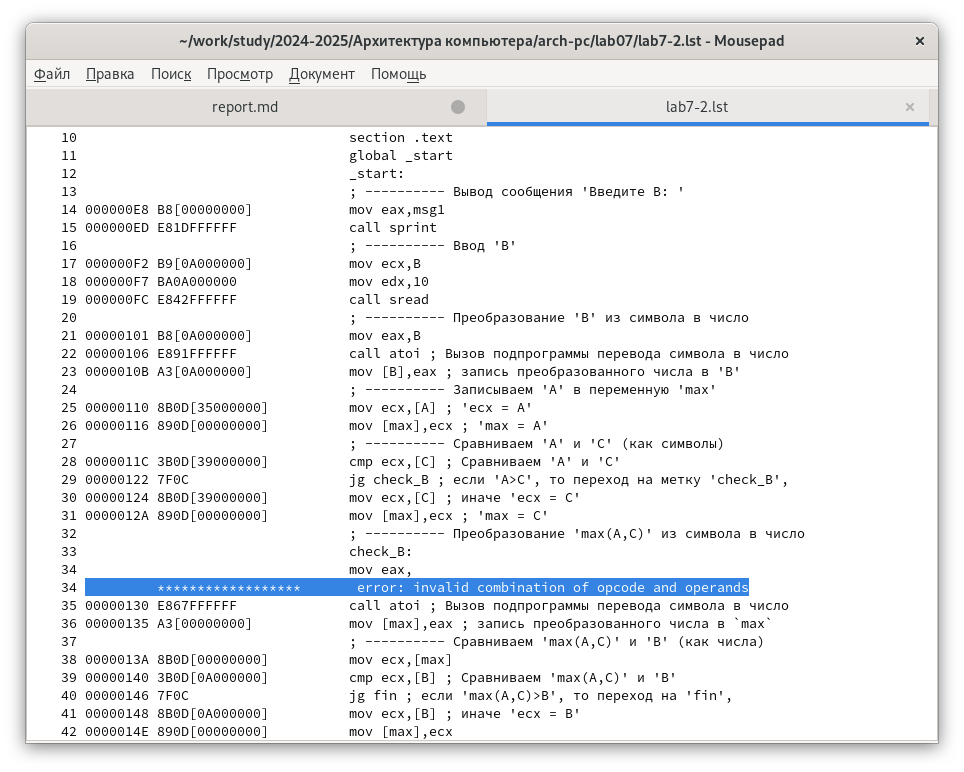 ~/work/study/2024-2025/Архитектура компьютера/arch-pc/lab07/lab7-2.lst - Mousepad
Файл Правка Поиск Просмотр Документ Помощь
report.md lab7-2.lst
10 section .text
11 global _start
12 _start:
13 ; ---------- Вывод сообщения 'Введите B: '
14 000000E8 B8[00000000] mov eax,msg1
15 000000ED E81DFFFFFF call sprint
16 ; ---------- Ввод 'B'
17 000000F2 B9[0A000000] mov ecx,B
18 000000F7 BA0A000000 mov edx,10
19 000000FC E842FFFFFF call sread
20 ; ---------- Преобразование 'B' из символа в число
21 00000101 B8[0A000000] mov eax,B
22 00000106 E891FFFFFF call atoi ; Вызов подпрограммы перевода символа в число
23 0000010B A3[0A000000] mov [B],eax ; запись преобразованного числа в 'B'
24 ; ---------- Записываем 'A' в переменную 'max'
25 00000110 8B0D[35000000] mov ecx,[A] ; 'ecx = A'
26 00000116 890D[00000000] mov [max],ecx ; 'max = A'
27 ; ---------- Сравниваем 'A' и 'С' (как символы)
28 0000011C 3B0D[39000000] cmp ecx,[C] ; Сравниваем 'A' и 'С'
29 00000122 7F0C jg check_B ; если 'A>C', то переход на метку 'check_B',
30 00000124 8B0D[39000000] mov ecx,[C] ; иначе 'ecx = C'
31 0000012A 890D[00000000] mov [max],ecx ; 'max = C'
32 ; ---------- Преобразование 'max(A,C)' из символа в число
33 check_B:
34 mov eax,
34 ****************** error: invalid combination of opcode and operands
35 00000130 E867FFFFFF call atoi ; Вызов подпрограммы перевода символа в число
36 00000135 A3[00000000] mov [max],eax ; запись преобразованного числа в `max`
37 ; ---------- Сравниваем 'max(A,C)' и 'B' (как числа)
38 0000013A 8B0D[00000000] mov ecx,[max]
39 00000140 3B0D[0A000000] cmp ecx,[B] ; Сравниваем 'max(A,C)' и 'B'
40 00000146 7F0C jg fin ; если 'max(A,C)>B', то переход на 'fin',
41 00000148 8B0D[0A000000] mov ecx,[B] ; иначе 'ecx = B'
42 0000014E 890D[00000000] mov [max],ecx